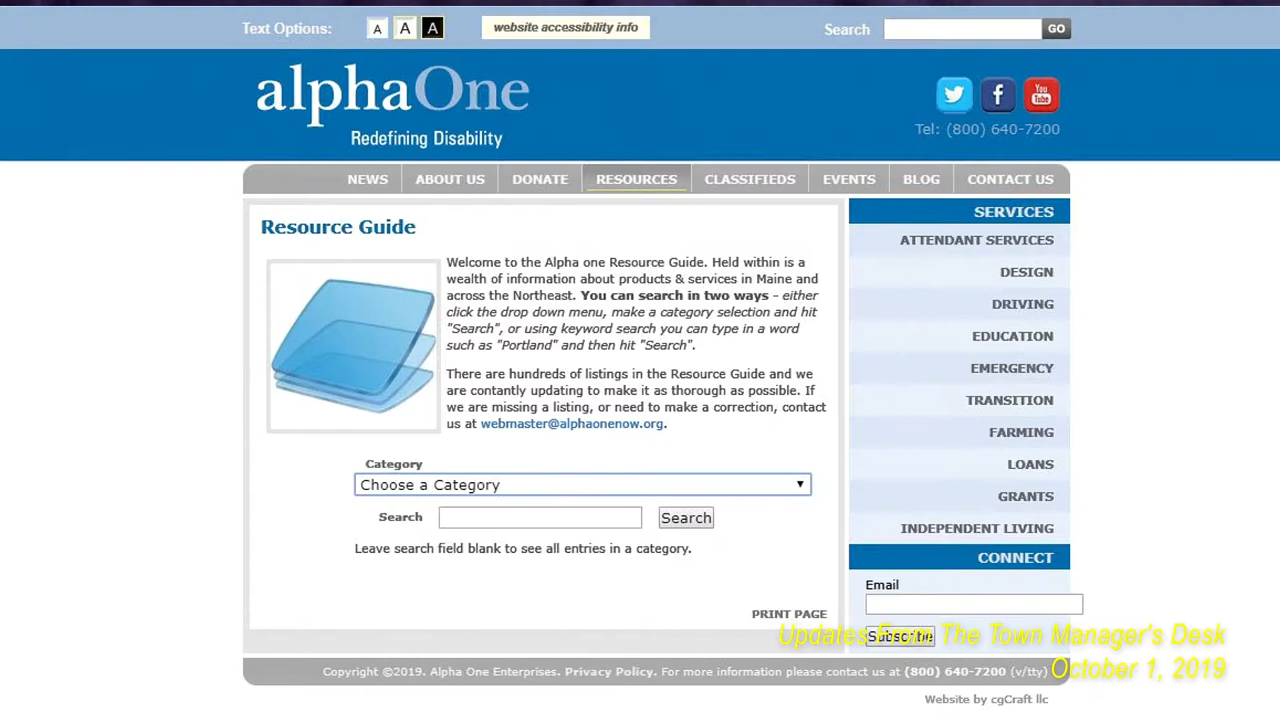 Text Options: A A A website accessibility info Search GO
alphaOne
Redefining Disability
You Tube
Tel: (800) 640-7200
NEWS ABOUT US DONATE RESOURCES CLASSIFIEDS EVENTS BLOG CONTACT US
Resource Guide
Welcome to the Alpha one Resource Guide. Held within is a
wealth of information about products & services in Maine and
across the Northeast. You can search in two ways - either
click the drop down menu, make a category selection and hit
"Search", or using keyword search you can type in a word
such as "Portland" and then hit "Search".
There are hundreds of listings in the Resource Guide and we
are contantly updating to make it as thorough as possible. If
we are missing a listing, or need to make a correction, contact
us at webmaster@alphaonenow.org.
Category
Choose a Category
Search Search
Leave search field blank to see all entries in a category.
PRINT PAGE
SERVICES
ATTENDANT SERVICES
DESIGN
DRIVING
EDUCATION
EMERGENCY
TRANSITION
FARMING
LOANS
GRANTS
INDEPENDENT LIVING
CONNECT
Email
Subscribe
Updates From The Town Manager's Desk
October 1, 2019
Copyright ©2019. Alpha One Enterprises. Privacy Policy. For more information please contact us at (800) 640-7200 (v/tty)
Website by cgCraft llc